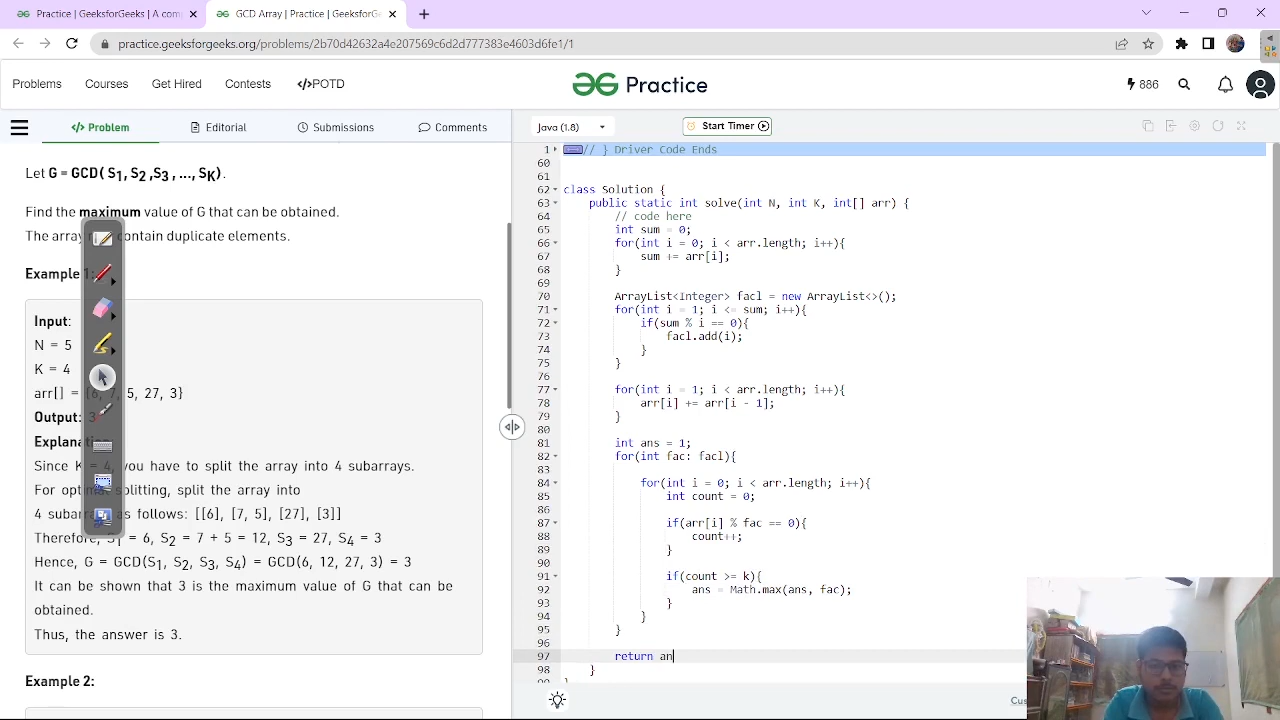 Practice | GeeksforGeeks | A con
GCD Array | Practice | GeeksforGe
practice.geeksforgeeks.org/problems/2b70d42632a4e207569c6d2d777383e4603d6fe1/1
Problems Courses Get Hired Contests </>POTD Practice 886
</> Problem Editorial Submissions Comments
Java (1.8) Start Timer
Let G = GCD( S1, S2 ,S3 , ..., SK).
Find the maximum value of G that can be obtained.
The array contain duplicate elements.
Example 1:
Input:
N = 5
K = 4
arr[] = {6, 7, 5, 27, 3}
Output: 3
Since K = 4, you have to split the array into 4 subarrays.
For splitting, split the array into
4 as follows: [[6], [7, 5], [27], [3]]
Therefore, S1 = 6, S2 = 7 + 5 = 12, S3 = 27, S4 = 3
Hence, G = GCD(S1, S2, S3, S4) = GCD(6, 12, 27, 3) = 3
It can be shown that 3 is the maximum value of G that can be
obtained.
Thus, the answer is 3.
Example 2:
1 // } Driver Code Ends
60
61
62 class Solution {
63 public static int solve(int N, int K, int[] arr) {
64 // code here
65 int sum = 0;
66 for(int i = 0; i < arr.length; i++){
67 sum += arr[i];
68 }
69
70 ArrayList<Integer> facl = new ArrayList<>();
71 for(int i = 1; i <= sum; i++){
72 if(sum % i == 0){
73 facl.add(i);
74 }
75 }
76
77 for(int i = 1; i < arr.length; i++){
78 arr[i] += arr[i - 1];
79 }
80
81 int ans = 1;
82 for(int fac: facl){
83
84 for(int i = 0; i < arr.length; i++){
85 int count = 0;
86
87 if(arr[i] % fac == 0){
88 count++;
89 }
90
91 if(count >= k){
92 ans = Math.max(ans, fac);
93 }
94 }
95 }
96
97 return an
98 }
99 }